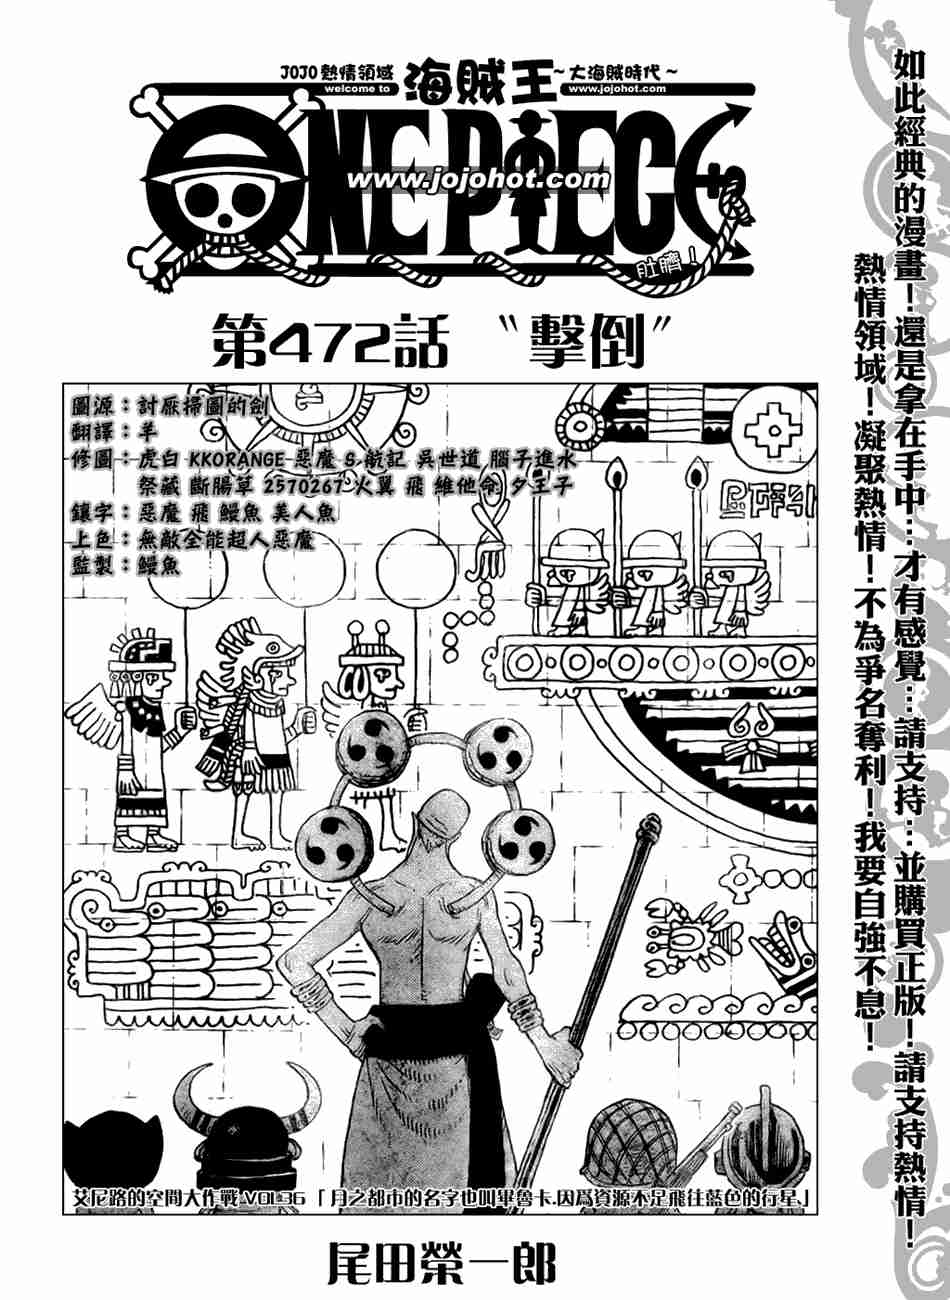 JOJO熱情領域 海賊王 ~大海賊時代~
welcome to www.jojohot.com
ONE PIECE
www.jojohot.com
肚臍！
第472話 〝擊倒〞
圖源：討厭掃圖的劍
翻譯：羊
修圖：虎白 KKORANGE 惡魔 S 航記 吳世道 腦子進水
祭藏 斷腸草 2570267 火翼 飛 維他命 夕王子
鑲字：惡魔 飛 鰻魚 美人魚
上色：無敵全能超人惡魔
監製：鰻魚
艾尼路的空間大作戰 VOL.36 「月之都市的名字也叫畢魯卡.因爲資源不足飛往藍色的行星」
尾田榮一郎
如此經典的漫畫！還是拿在手中…才有感覺…請支持…並購買正版！請支持熱情！
熱情領域！凝聚熱情！不為爭名奪利！我要自強不息！